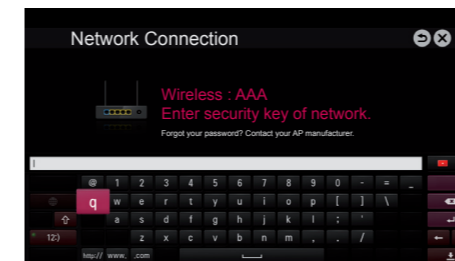 Network Connection
Wireless : AAA
Enter security key of network.
Forgot your password? Contact your AP manufacturer.
@ 1 2 3 4 5 6 7 8 9 0 - = _
q w e r t y u i o p [ ] \
a s d f g h j k l ; '
12:) z x c v b n m , . /
http:// www. .com